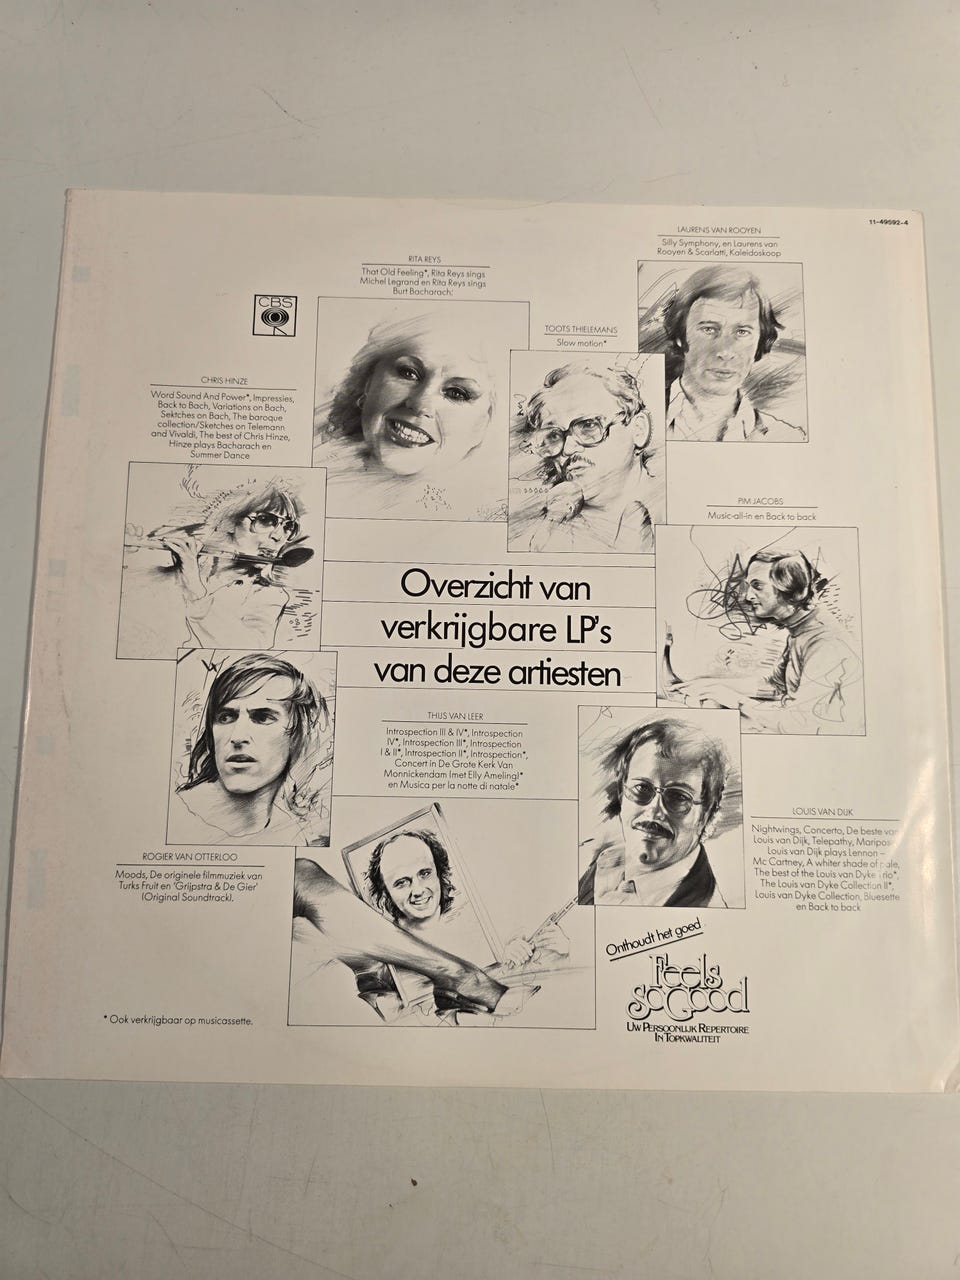 11-49592-4
LAURENS VAN ROOYEN
Silly Symphony, en Laurens van
Rooyen & Scarlatti, Kaleidoskoop
RITA REYS
That Old Feeling*, Rita Reys sings
Michel Legrand en Rita Reys sings
Burt Bacharach.
CBS
TOOTS THIELEMANS
Slow motion*
CHRIS HINZE
Word Sound And Power*, Impressies,
Back to Bach, Variations on Bach,
Sektches on Bach, The baroque
collection/Sketches on Telemann
and Vivaldi, The best of Chris Hinze,
Hinze plays Bacharach en
Summer Dance
PIM JACOBS
Music-all-in en Back to back
Overzicht van
verkrijgbare LP's
van deze artiesten
THIJS VAN LEER
Introspection III & IV*, Introspection
IV*, Introspection III*, Introspection
I & II*, Introspection II*, Introspection*,
Concert in De Grote Kerk Van
Monnickendam (met Elly Ameling)*
en Musica per la notte di natale*
LOUIS VAN DIJK
Nightwings, Concerto, De beste van
Louis van Dijk, Telepathy,
Louis van Dijk plays Lennon –
Mc Cartney, A whiter shade of pale,
The best of the Louis van Dyke Trio*,
The Louis van Dyke Collection II*,
Louis van Dyke Collection, Bluesette
en Back to back
ROGIER VAN OTTERLOO
Moods, De originele filmmuziek van
Turks Fruit en 'Grijpstra & De Gier'
(Original Soundtrack).
Onthoudt het goed
Feels
so Good
UW PERSOONLIJK REPERTOIRE
IN TOPKWALITEIT
* Ook verkrijgbaar op musicassette.